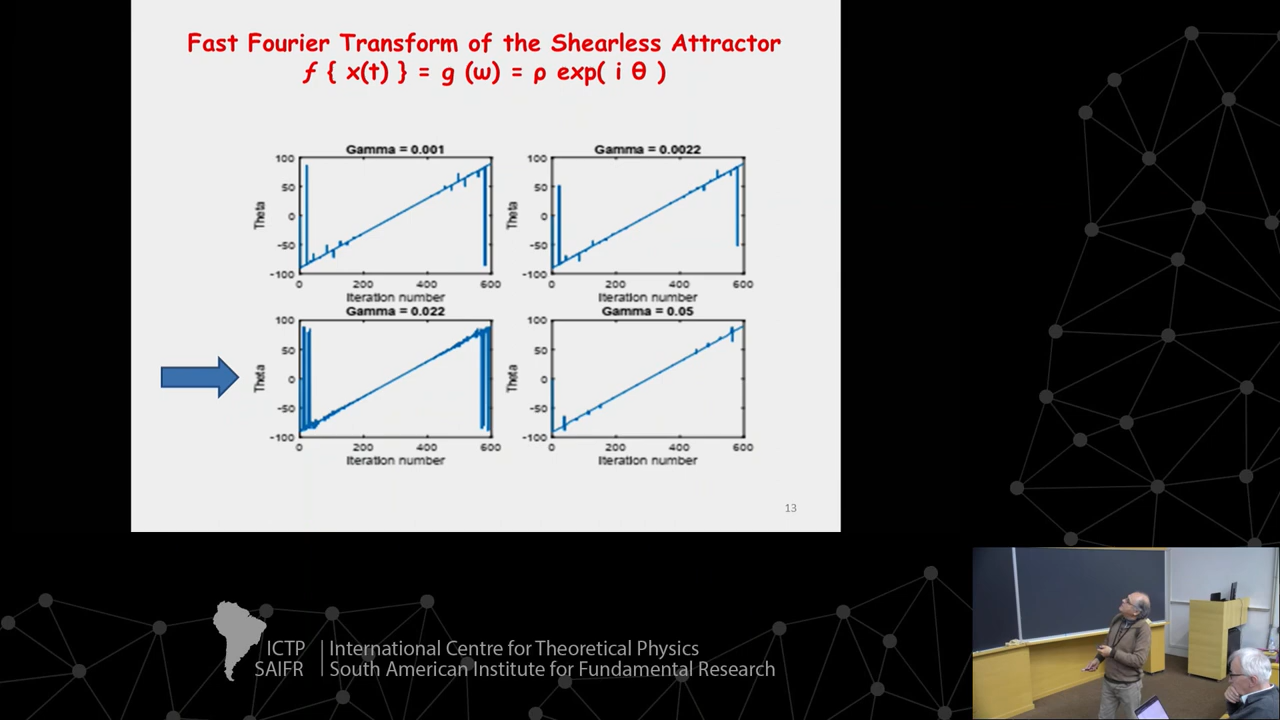 Fast Fourier Transform of the Shearless Attractor
ƒ { x(t) } = g (ω) = ρ exp( i θ )
Gamma = 0.001
100
50
0
-50
-100
Theta
0 200 400 600
Iteration number
Gamma = 0.0022
100
50
0
-50
-100
Theta
0 200 400 600
Iteration number
Gamma = 0.022
100
50
0
-50
-100
Theta
0 200 400 600
Iteration number
Gamma = 0.05
100
50
0
-50
-100
Theta
0 200 400 600
Iteration number
13
ICTP
SAIFR
International Centre for Theoretical Physics
South American Institute for Fundamental Research